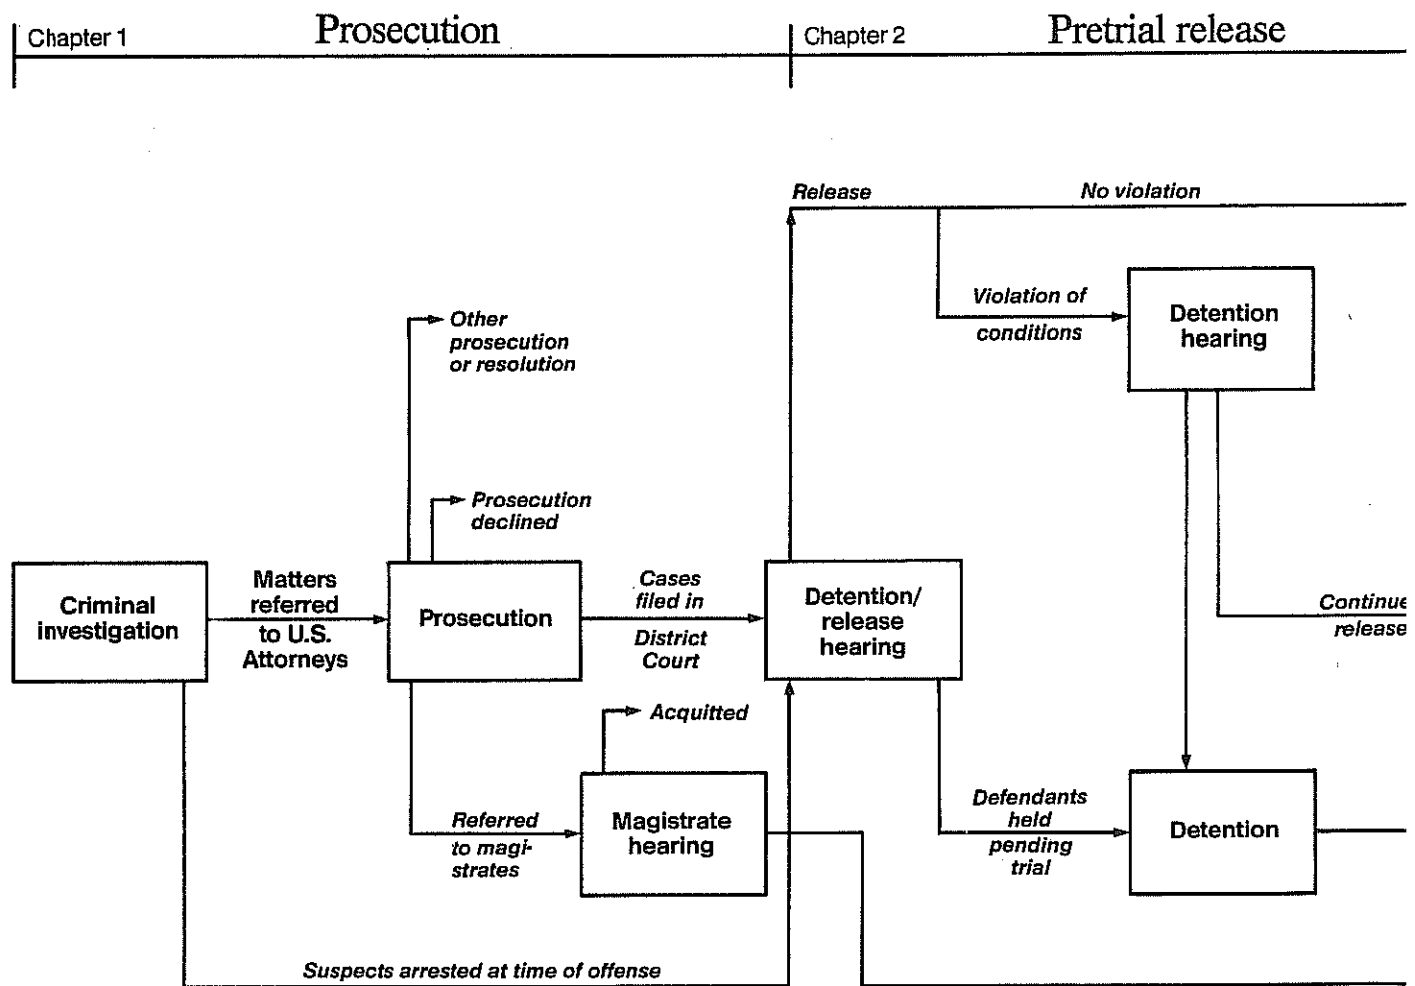 Chapter 1
Prosecution
Chapter 2
Pretrial release
Release
No violation
Violation of
conditions
Detention
hearing
Other
prosecution
or resolution
Prosecution
declined
Criminal
investigation
Matters
referred
to U.S.
Attorneys
Prosecution
Cases
filed in
District
Court
Detention/
release
hearing
Continue
release
Acquitted
Referred
to magi-
strates
Magistrate
hearing
Defendants
held
pending
trial
Detention
Suspects arrested at time of offense